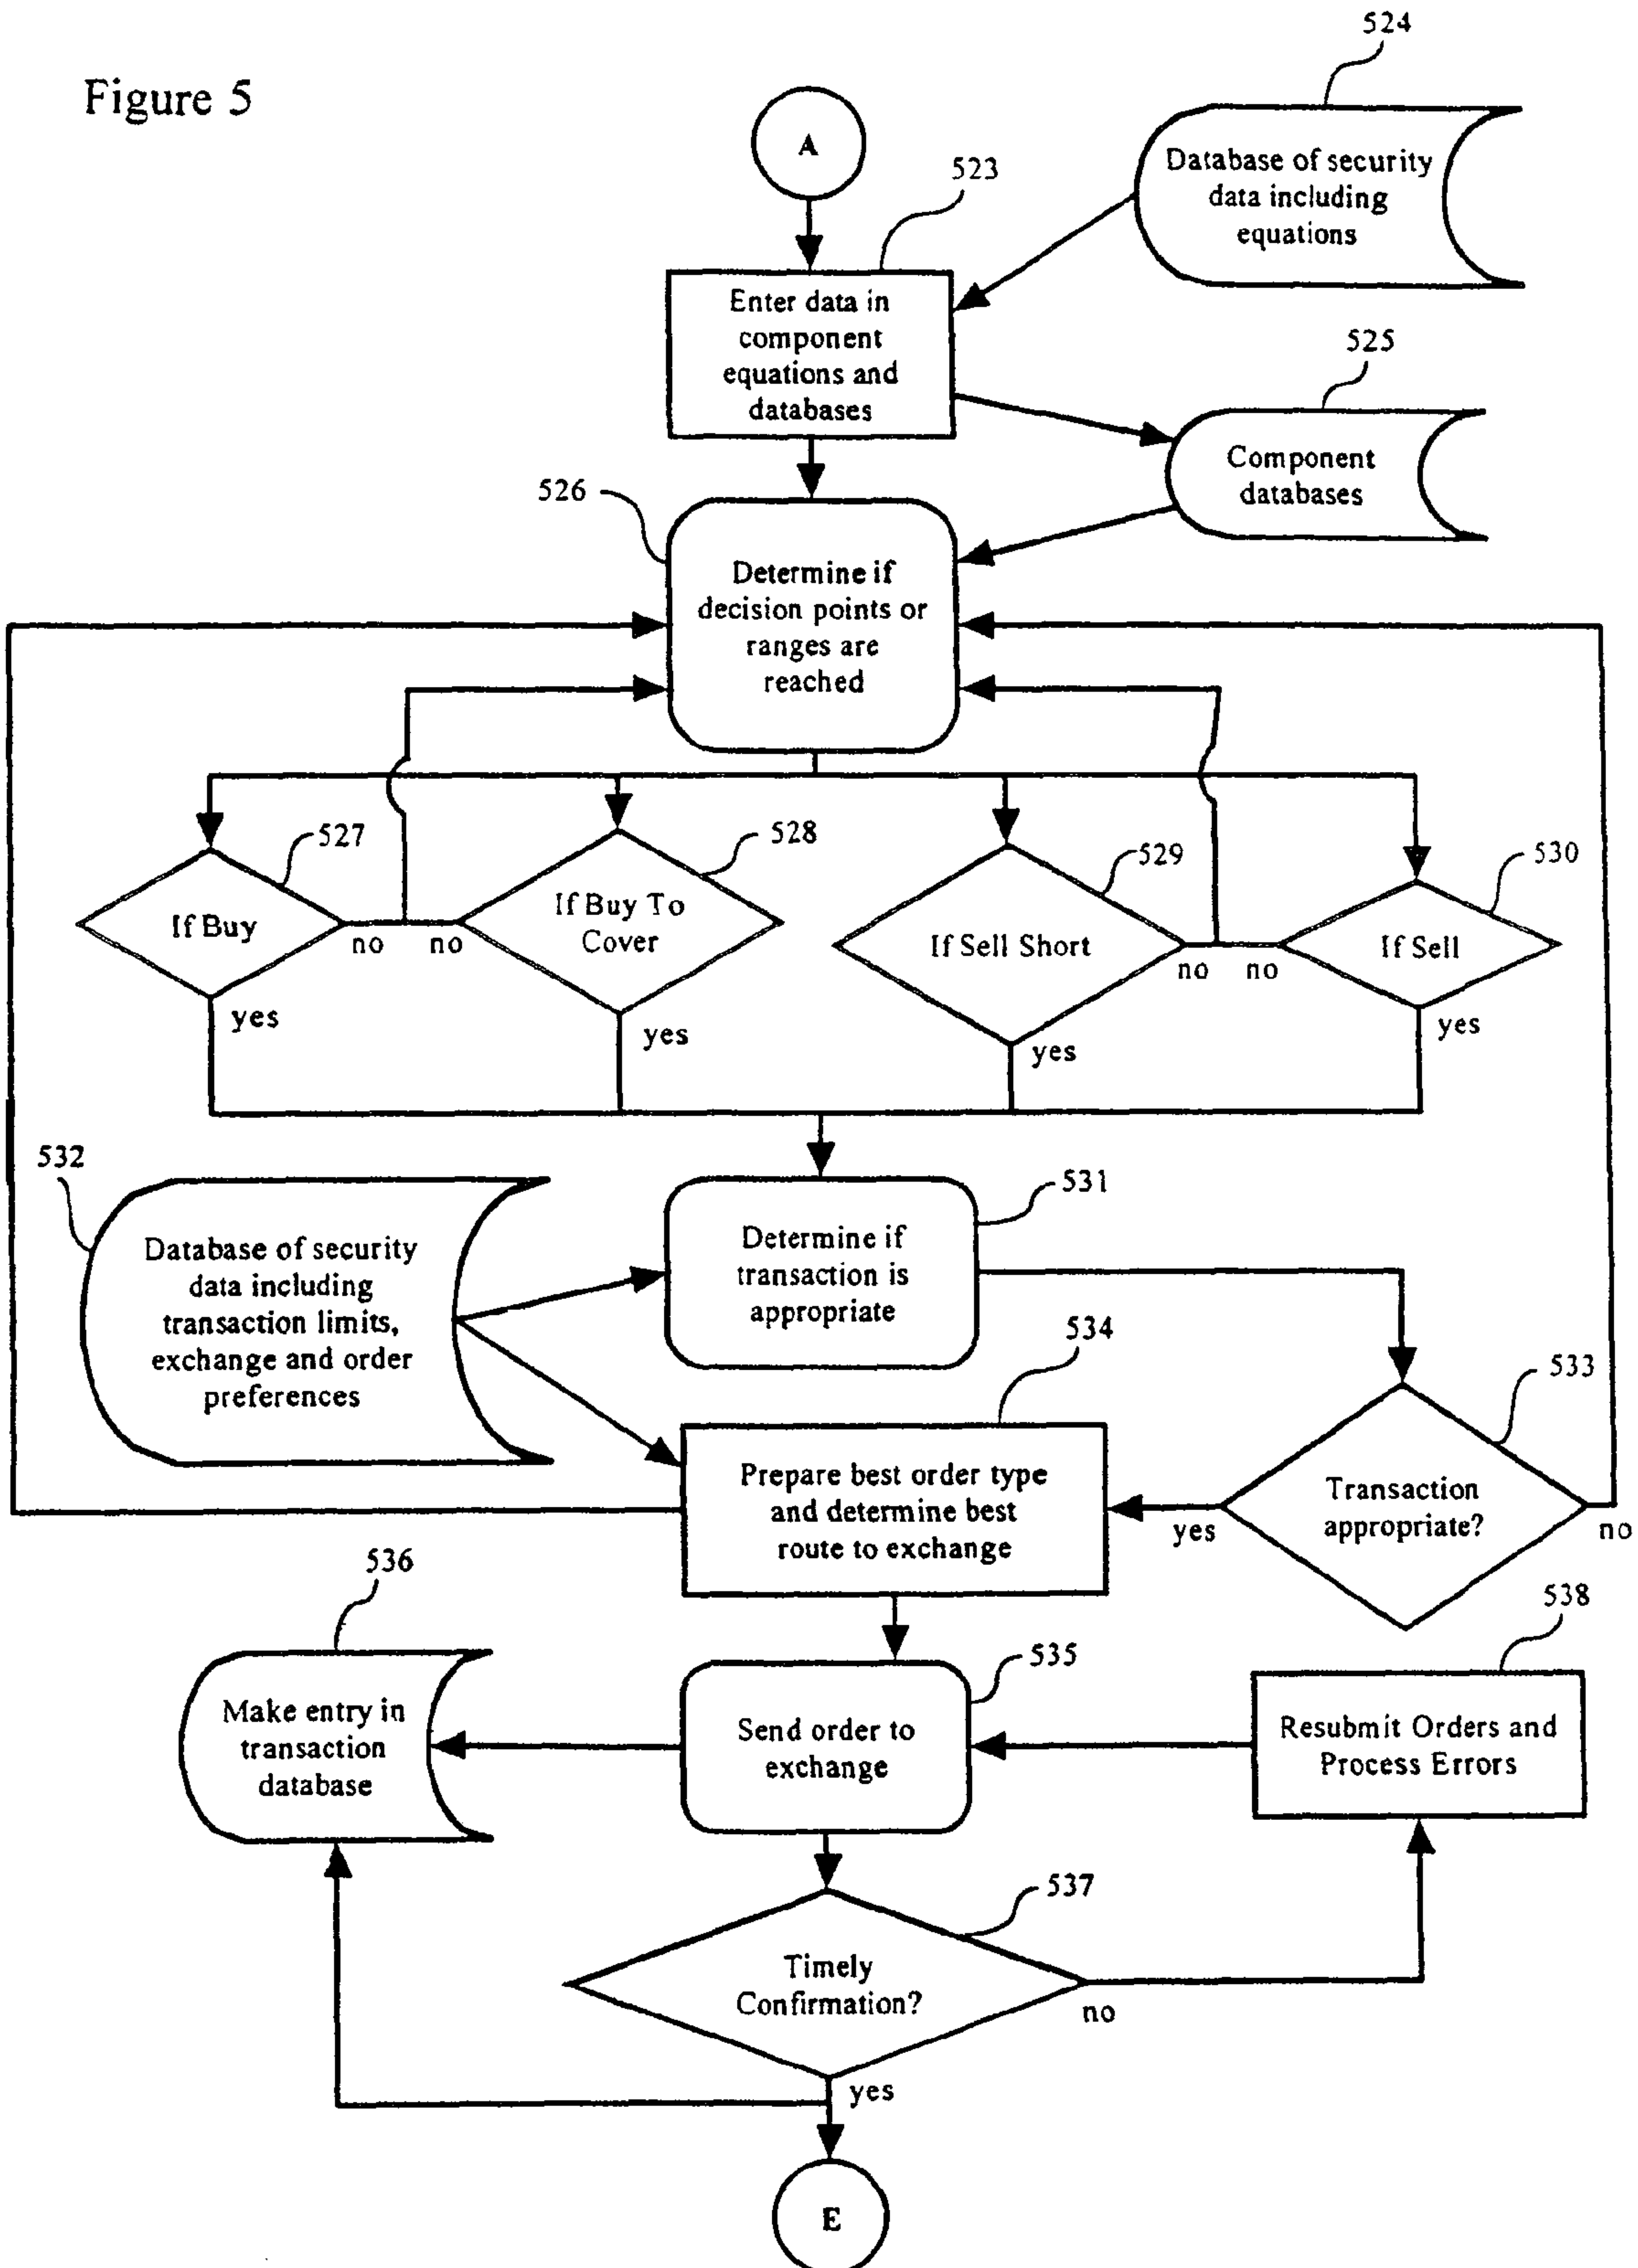 Figure 5
524
A
523
Database of security
data including
equations
Enter data in
component
equations and
databases
525
Component
databases
526
Determine if
decision points or
ranges are
reached
527
528
529
530
If Buy
no
no
If Buy To
Cover
If Sell Short
no
no
If Sell
yes
yes
yes
yes
532
531
Database of security
data including
transaction limits,
exchange and order
preferences
Determine if
transaction is
appropriate
534
533
Prepare best order type
and determine best
route to exchange
Transaction
appropriate?
yes
no
536
538
535
Make entry in
transaction
database
Send order to
exchange
Resubmit Orders and
Process Errors
537
Timely
Confirmation?
no
yes
E